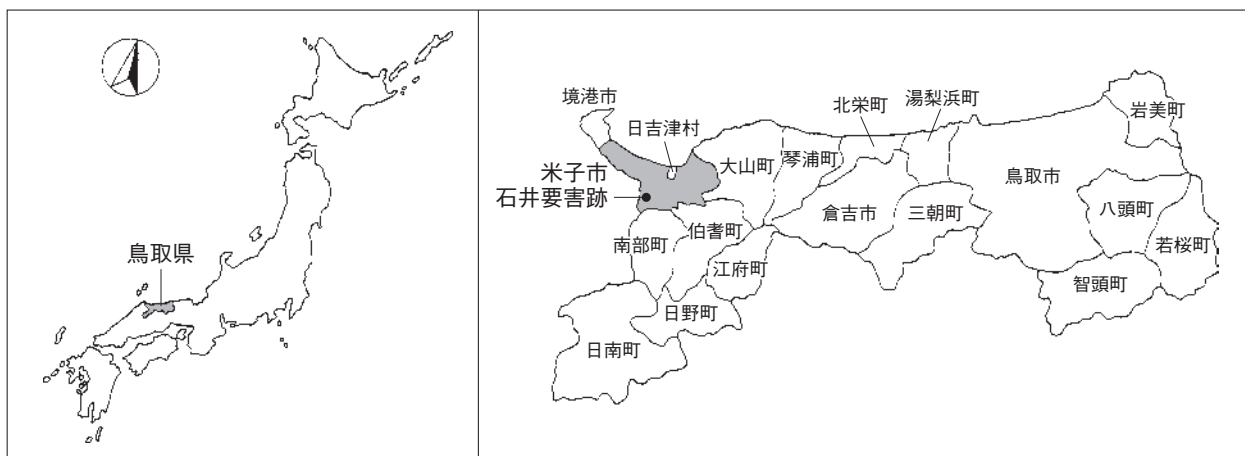 鳥取県
境港市
日吉津村
米子市
石井要害跡
大山町
琴浦町
北栄町
湯梨浜町
岩美町
鳥取市
八頭町
若桜町
智頭町
倉吉市
三朝町
南部町
伯耆町
江府町
日野町
日南町